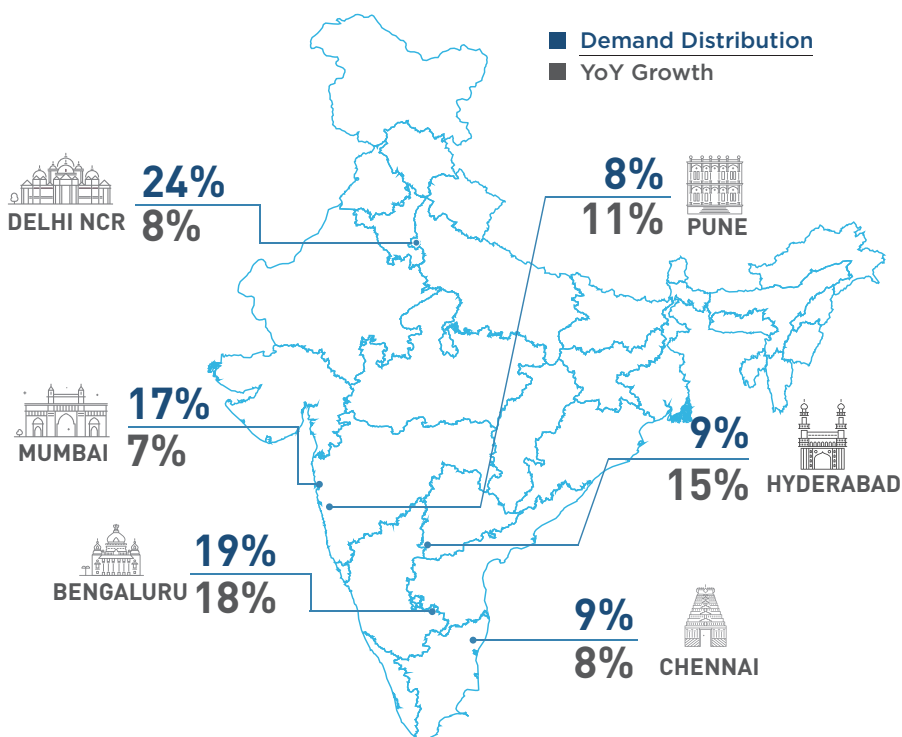 Demand Distribution
YoY Growth
24%
8%
DELHI NCR
8%
11%
PUNE
17%
7%
MUMBAI
9%
15%
HYDERABAD
19%
18%
BENGALURU
9%
8%
CHENNAI